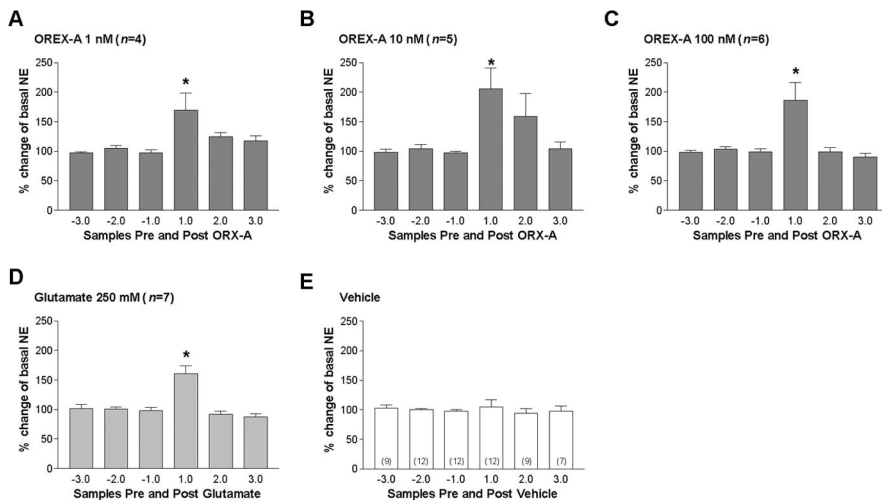 A
OREX-A 1 nM (n=4)
% change of basal NE
250
200
150
100
50
0
*
-3.0 -2.0 -1.0 1.0 2.0 3.0
Samples Pre and Post ORX-A
B
OREX-A 10 nM (n=5)
% change of basal NE
250
200
150
100
50
0
*
-3.0 -2.0 -1.0 1.0 2.0 3.0
Samples Pre and Post ORX-A
C
OREX-A 100 nM (n=6)
% change of basal NE
250
200
150
100
50
0
*
-3.0 -2.0 -1.0 1.0 2.0 3.0
Samples Pre and Post ORX-A
D
Glutamate 250 mM (n=7)
% change of basal NE
250
200
150
100
50
0
*
-3.0 -2.0 -1.0 1.0 2.0 3.0
Samples Pre and Post Glutamate
E
Vehicle
% change of basal NE
250
200
150
100
50
0
(9) (12) (12) (12) (9) (7)
-3.0 -2.0 -1.0 1.0 2.0 3.0
Samples Pre and Post Vehicle